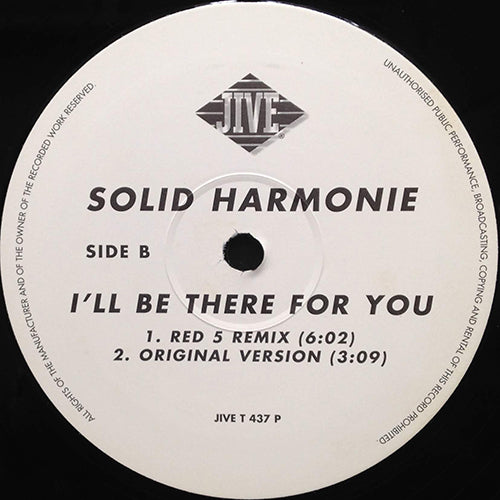 JIVE
SOLID HARMONIE
SIDE B
I'LL BE THERE FOR YOU
1. RED 5 REMIX (6:02)
2. ORIGINAL VERSION (3:09)
JIVE T 437 P
ALL RIGHTS OF THE MANUFACTURER AND OF THE OWNER OF THE RECORDED WORK RESERVED.
UNAUTHORISED PUBLIC PERFORMANCE, BROADCASTING, COPYING AND RENTAL OF THIS RECORD PROHIBITED.